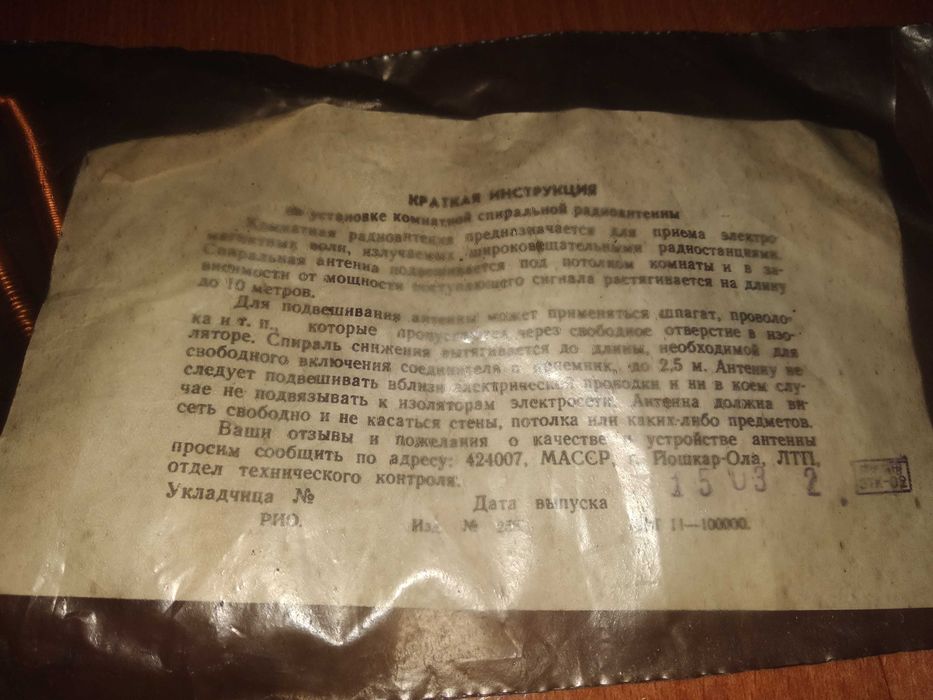 КРАТКАЯ ИНСТРУКЦИЯ
по установке комнатной спиральной радиоантенны
Комнатная радиоантенна предназначается для приема электро-
магнитных волн, излучаемых широковещательными радиостанциями.
Спиральная антенна подвешивается под потолком комнаты и в за-
висимости от мощности поступающего сигнала растягивается на длину
до 10 метров.
Для подвешивания антенны может применяться шпагат, проволо-
ка и т. п., которые пропускаются через свободное отверстие в изо-
ляторе. Спираль снижения вытягивается до длины, необходимой для
свободного включения соединителя в приемник, до 2,5 м. Антенну не
следует подвешивать вблизи электрической проводки и ни в коем слу-
чае не подвязывать к изоляторам электросети. Антенна должна ви-
сеть свободно и не касаться стены, потолка или каких-либо предметов.
Ваши отзывы и пожелания о качестве и устройстве антенны
просим сообщить по адресу: 424007, МАССР, г. Йошкар-Ола, ЛТП,
отдел технического контроля.
Укладчица № Дата выпуска 15 03 2
РИО. Изд. № 11—100000.